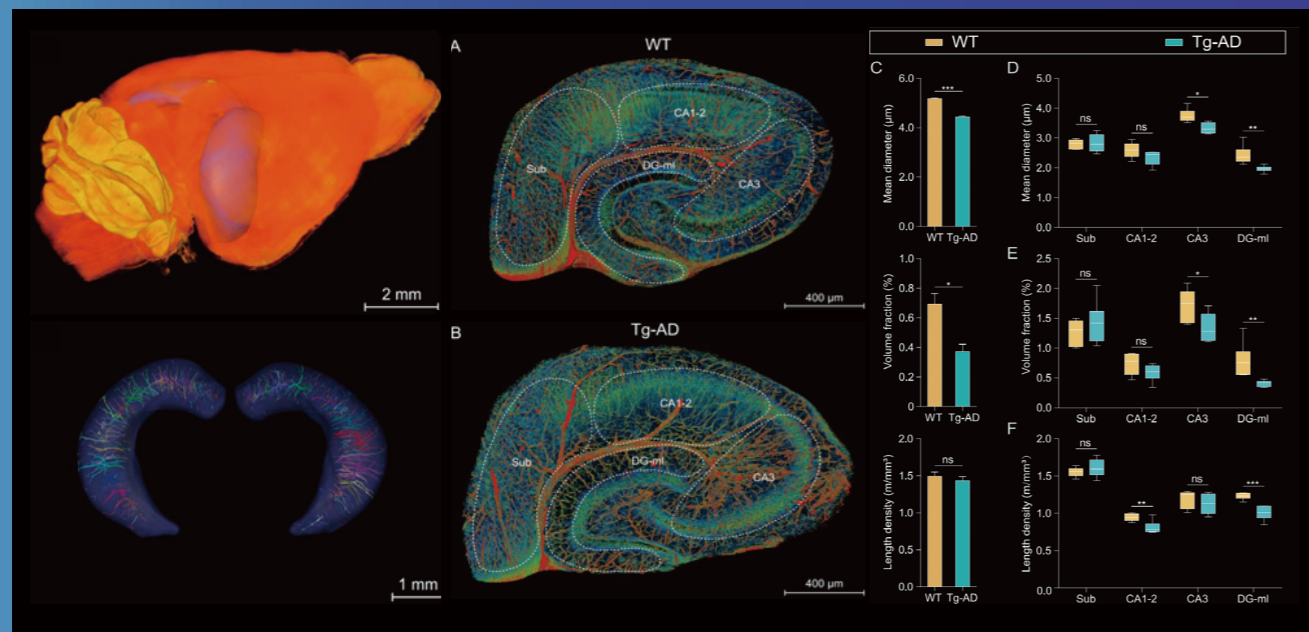 2 mm
1 mm
A
WT
CA1-2
DG-ml
Sub
CA3
400 µm
B
Tg-AD
CA1-2
DG-ml
Sub
CA3
400 µm
WT
Tg-AD
C
Mean diameter (µm)
6.0
4.0
2.0
0.0
***
WT Tg-AD
Volume fraction (%)
1.0
0.8
0.6
0.4
0.2
0
*
WT Tg-AD
Length density (m/mm³)
2.0
1.5
1.0
0.5
0.0
ns
WT Tg-AD
D
Mean diameter (µm)
5.0
4.0
3.0
2.0
1.0
0.0
ns
ns
*
**
Sub CA1-2 CA3 DG-ml
E
Volume fraction (%)
2.5
2.0
1.5
1.0
0.5
0.0
ns
ns
*
**
Sub CA1-2 CA3 DG-ml
F
Length density (m/mm³)
2.0
1.5
1.0
0.5
0.0
ns
**
ns
***
Sub CA1-2 CA3 DG-ml